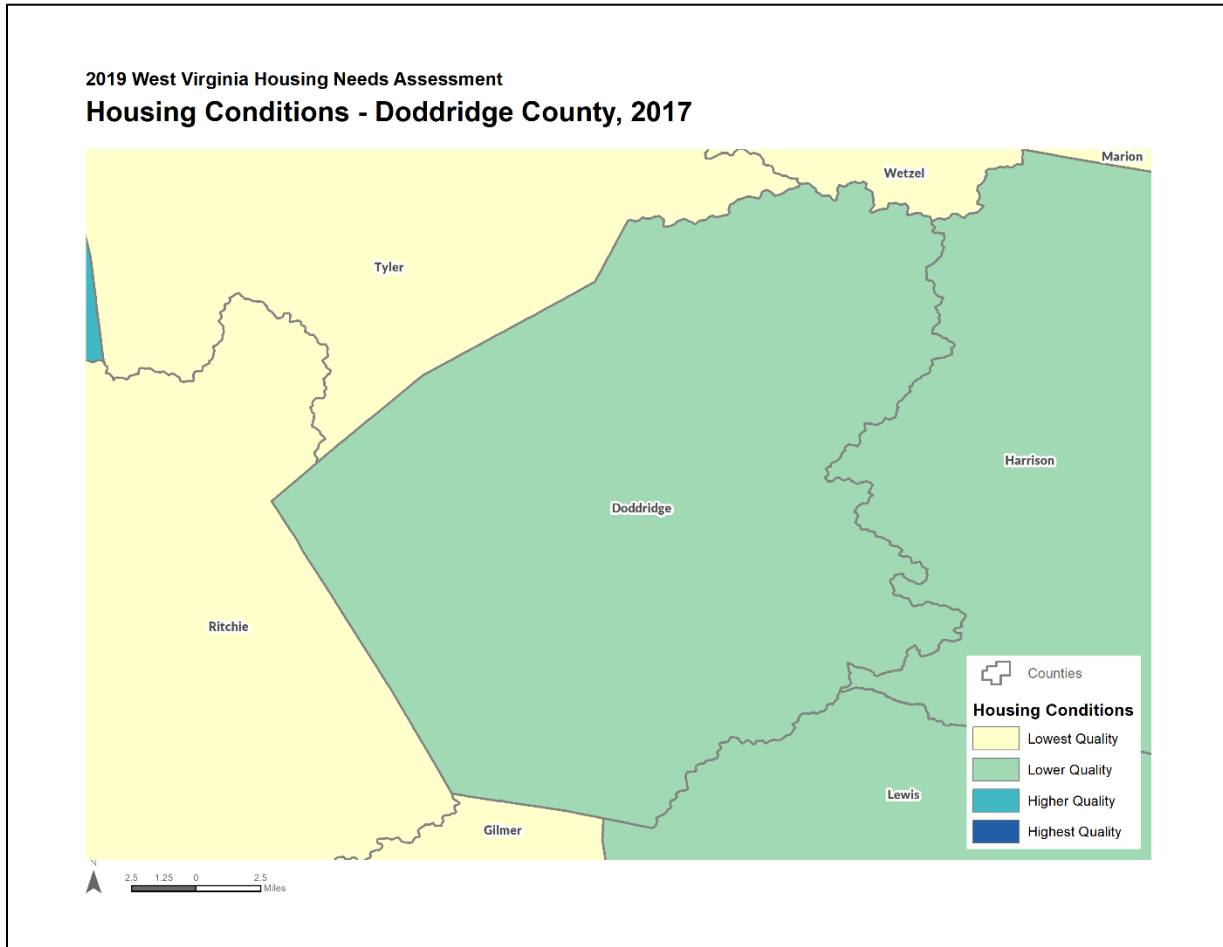 2019 West Virginia Housing Needs Assessment
Housing Conditions - Doddridge County, 2017
Marion
Wetzel
Tyler
Harrison
Doddridge
Ritchie
Counties
Housing Conditions
Lowest Quality
Lower Quality
Higher Quality
Highest Quality
Lewis
Gilmer
N
2.5 1.25 0 2.5
Miles